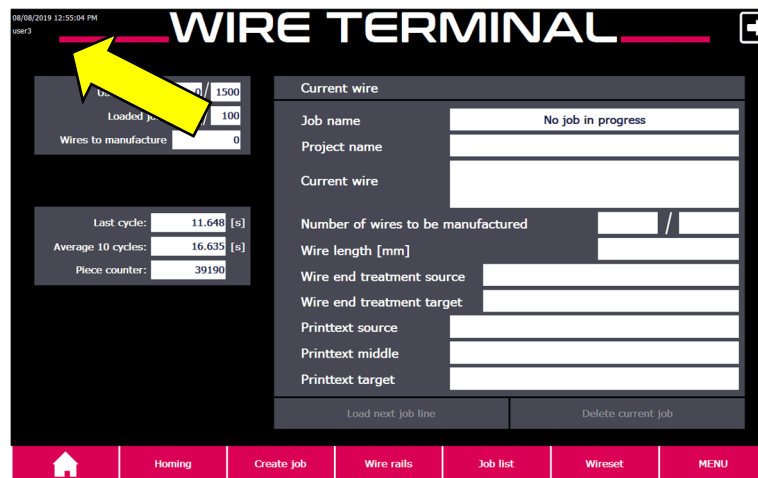 08/08/2019 12:55:04 PM
user3
WIRE TERMINAL
0/ 1500
Loaded / 100
Wires to manufacture 0
Last cycle: 11.648 [s]
Average 10 cycles: 16.635 [s]
Piece counter: 39190
Current wire
Job name No job in progress
Project name
Current wire
Number of wires to be manufactured /
Wire length [mm]
Wire end treatment source
Wire end treatment target
Printtext source
Printtext middle
Printtext target
Load next job line Delete current job
Homing Create job Wire rails Job list Wireset MENU